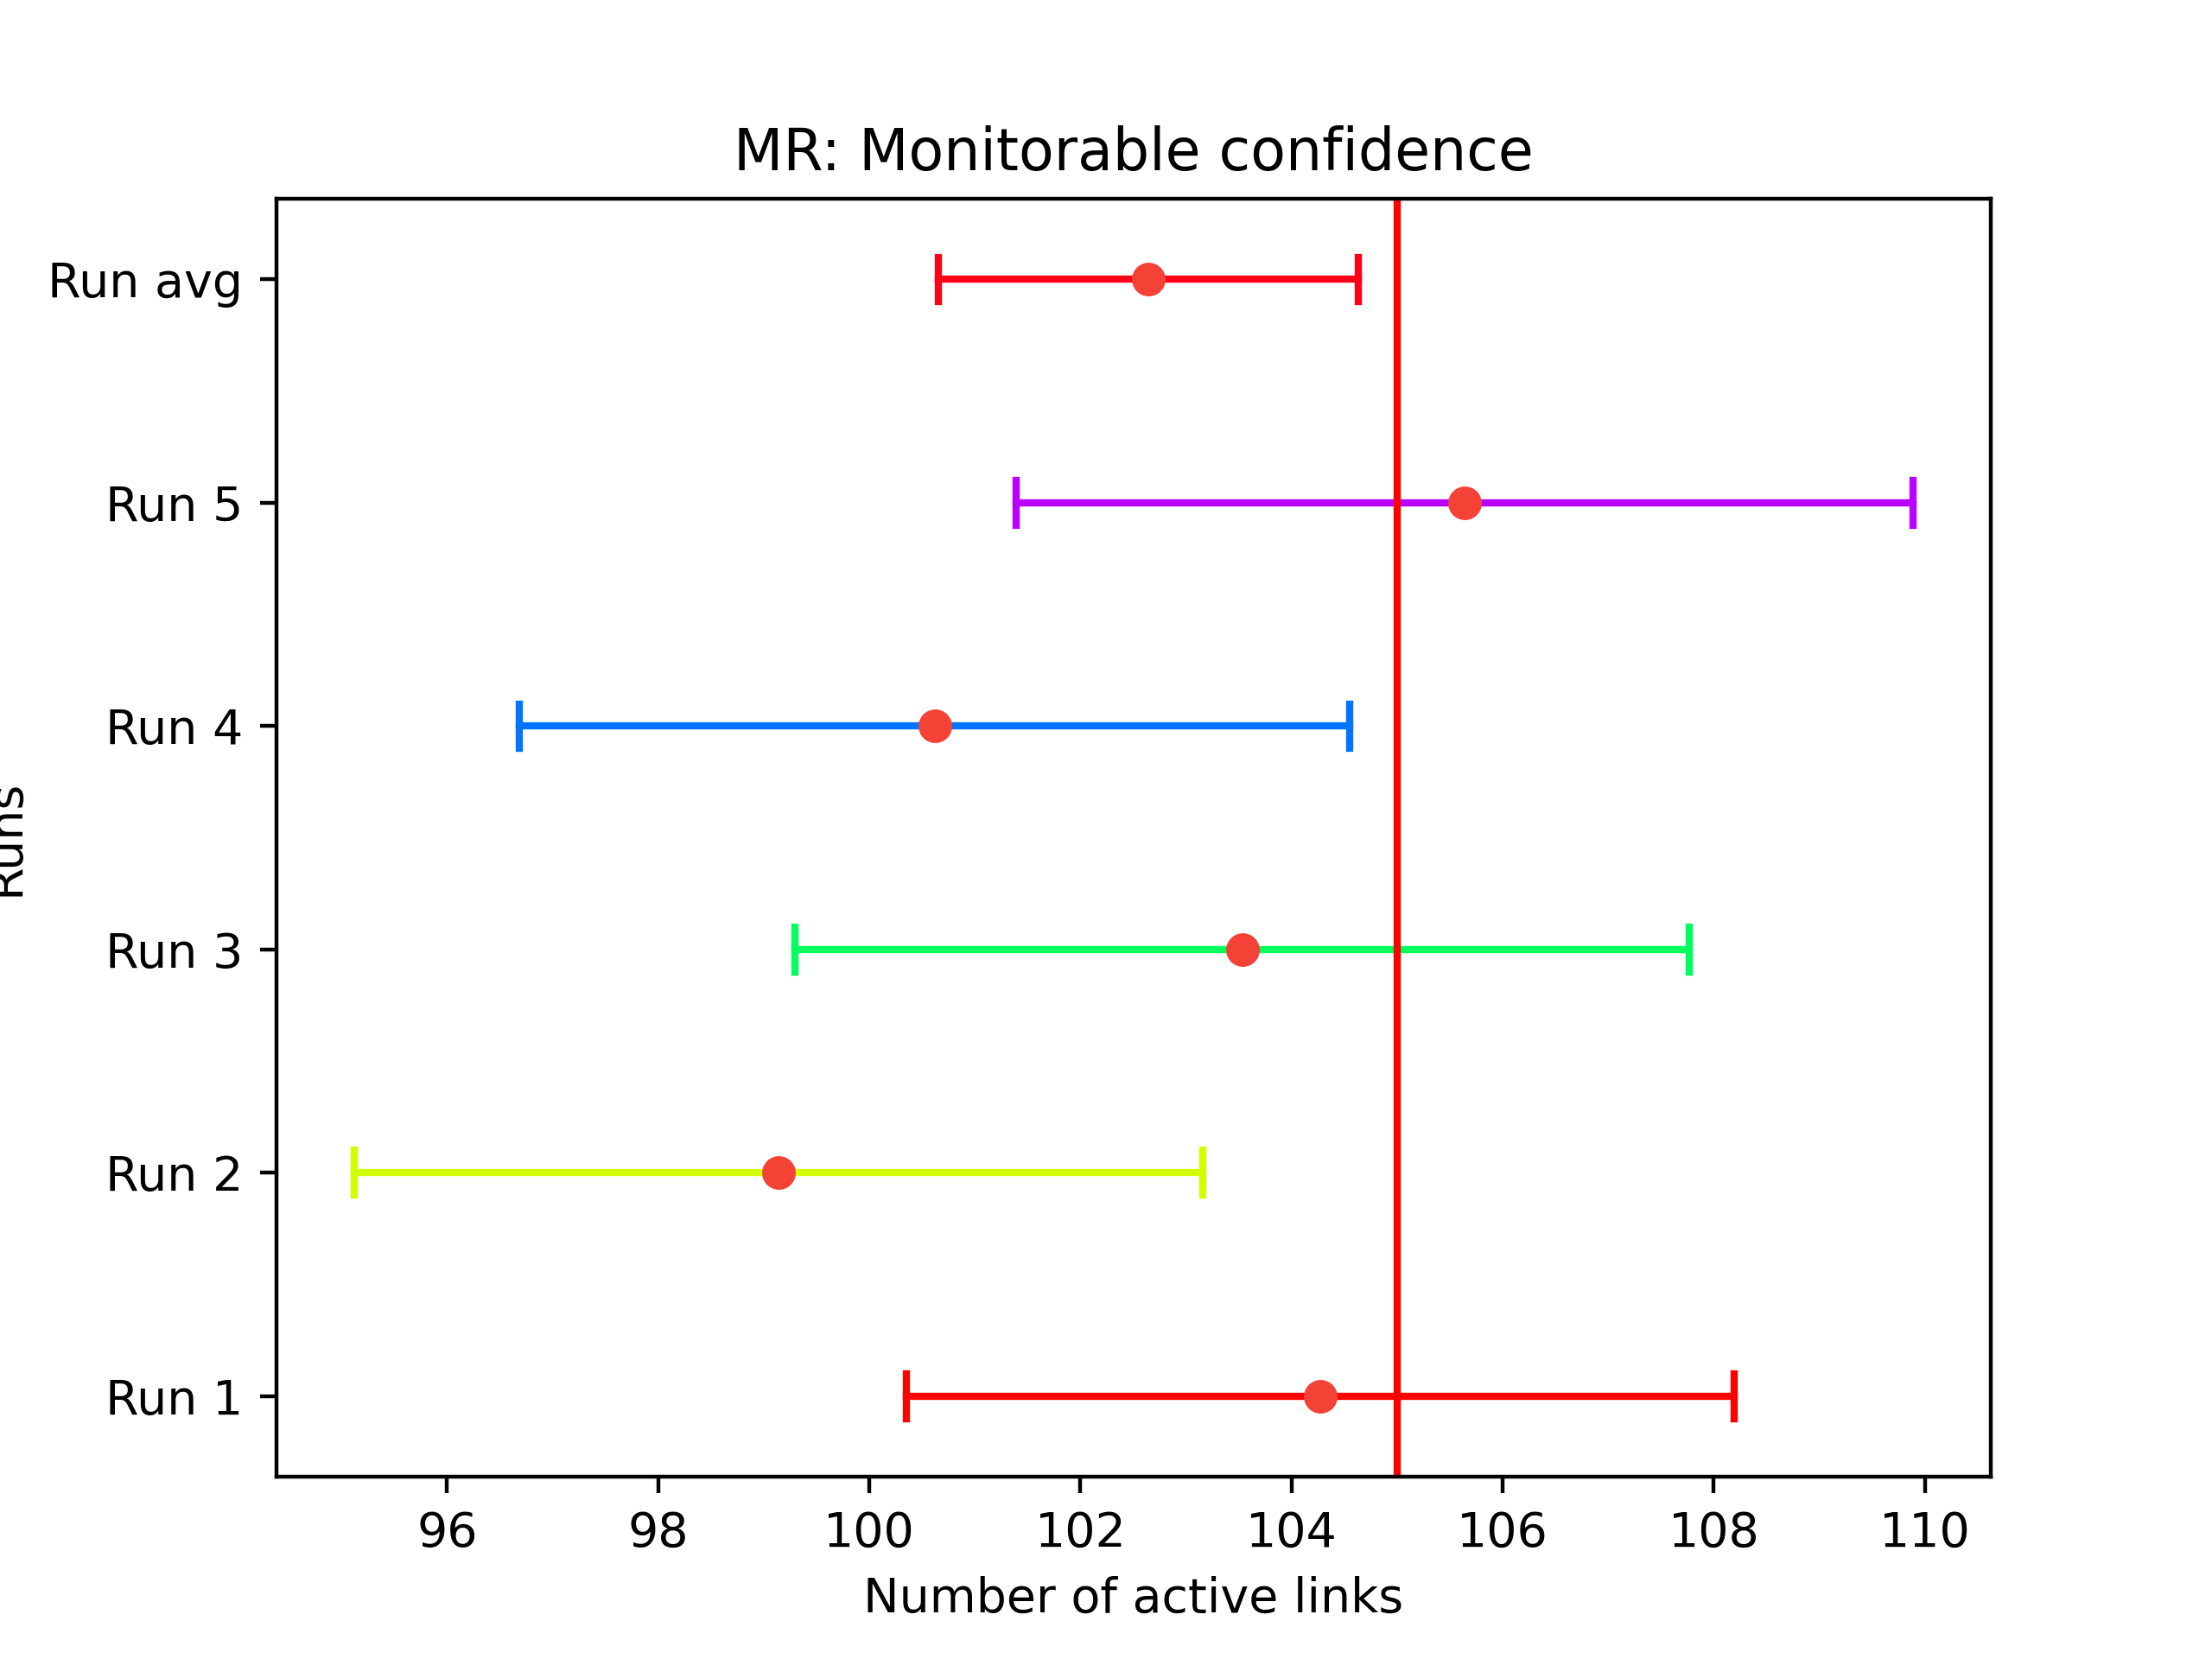 MR: Monitorable confidence
Run avg
Run 5
Run 4
Runs
Run 3
Run 2
Run 1
96 98 100 102 104 106 108 110
Number of active links